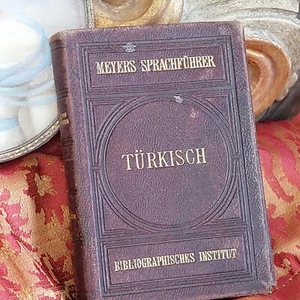 MEYERS SPRACHFÜHRER
TÜRKISCH
BIBLIOGRAPHISCHES INSTITUT